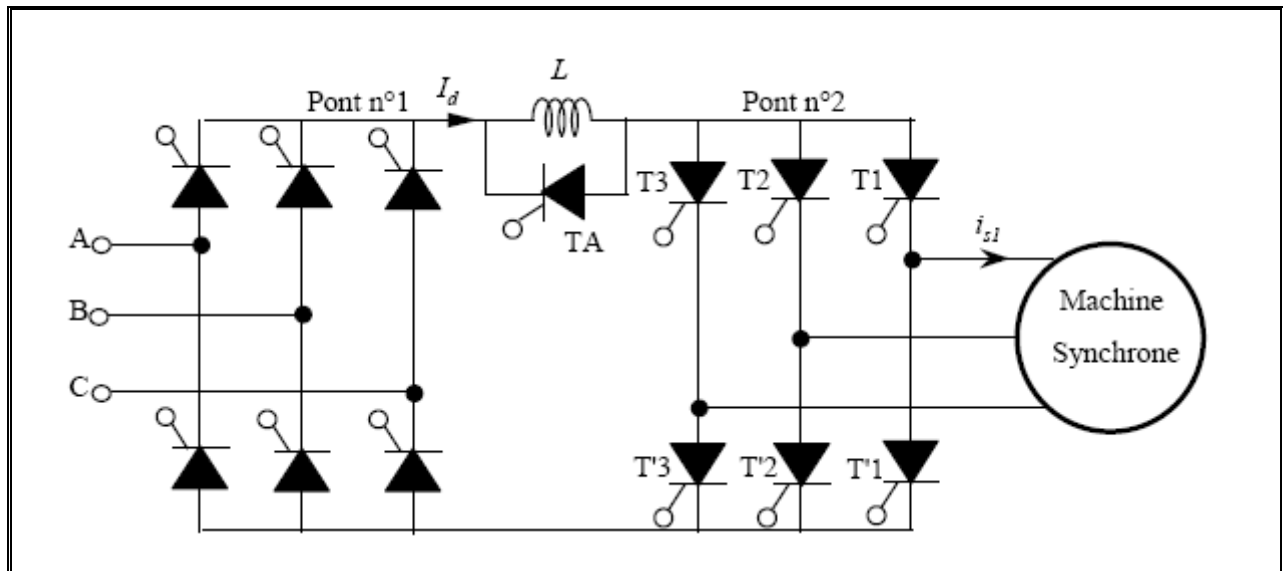 L
Pont n°1
I_d
Pont n°2
T3
T2
T1
A
TA
i_s1
B
Machine
Synchrone
C
T'3
T'2
T'1